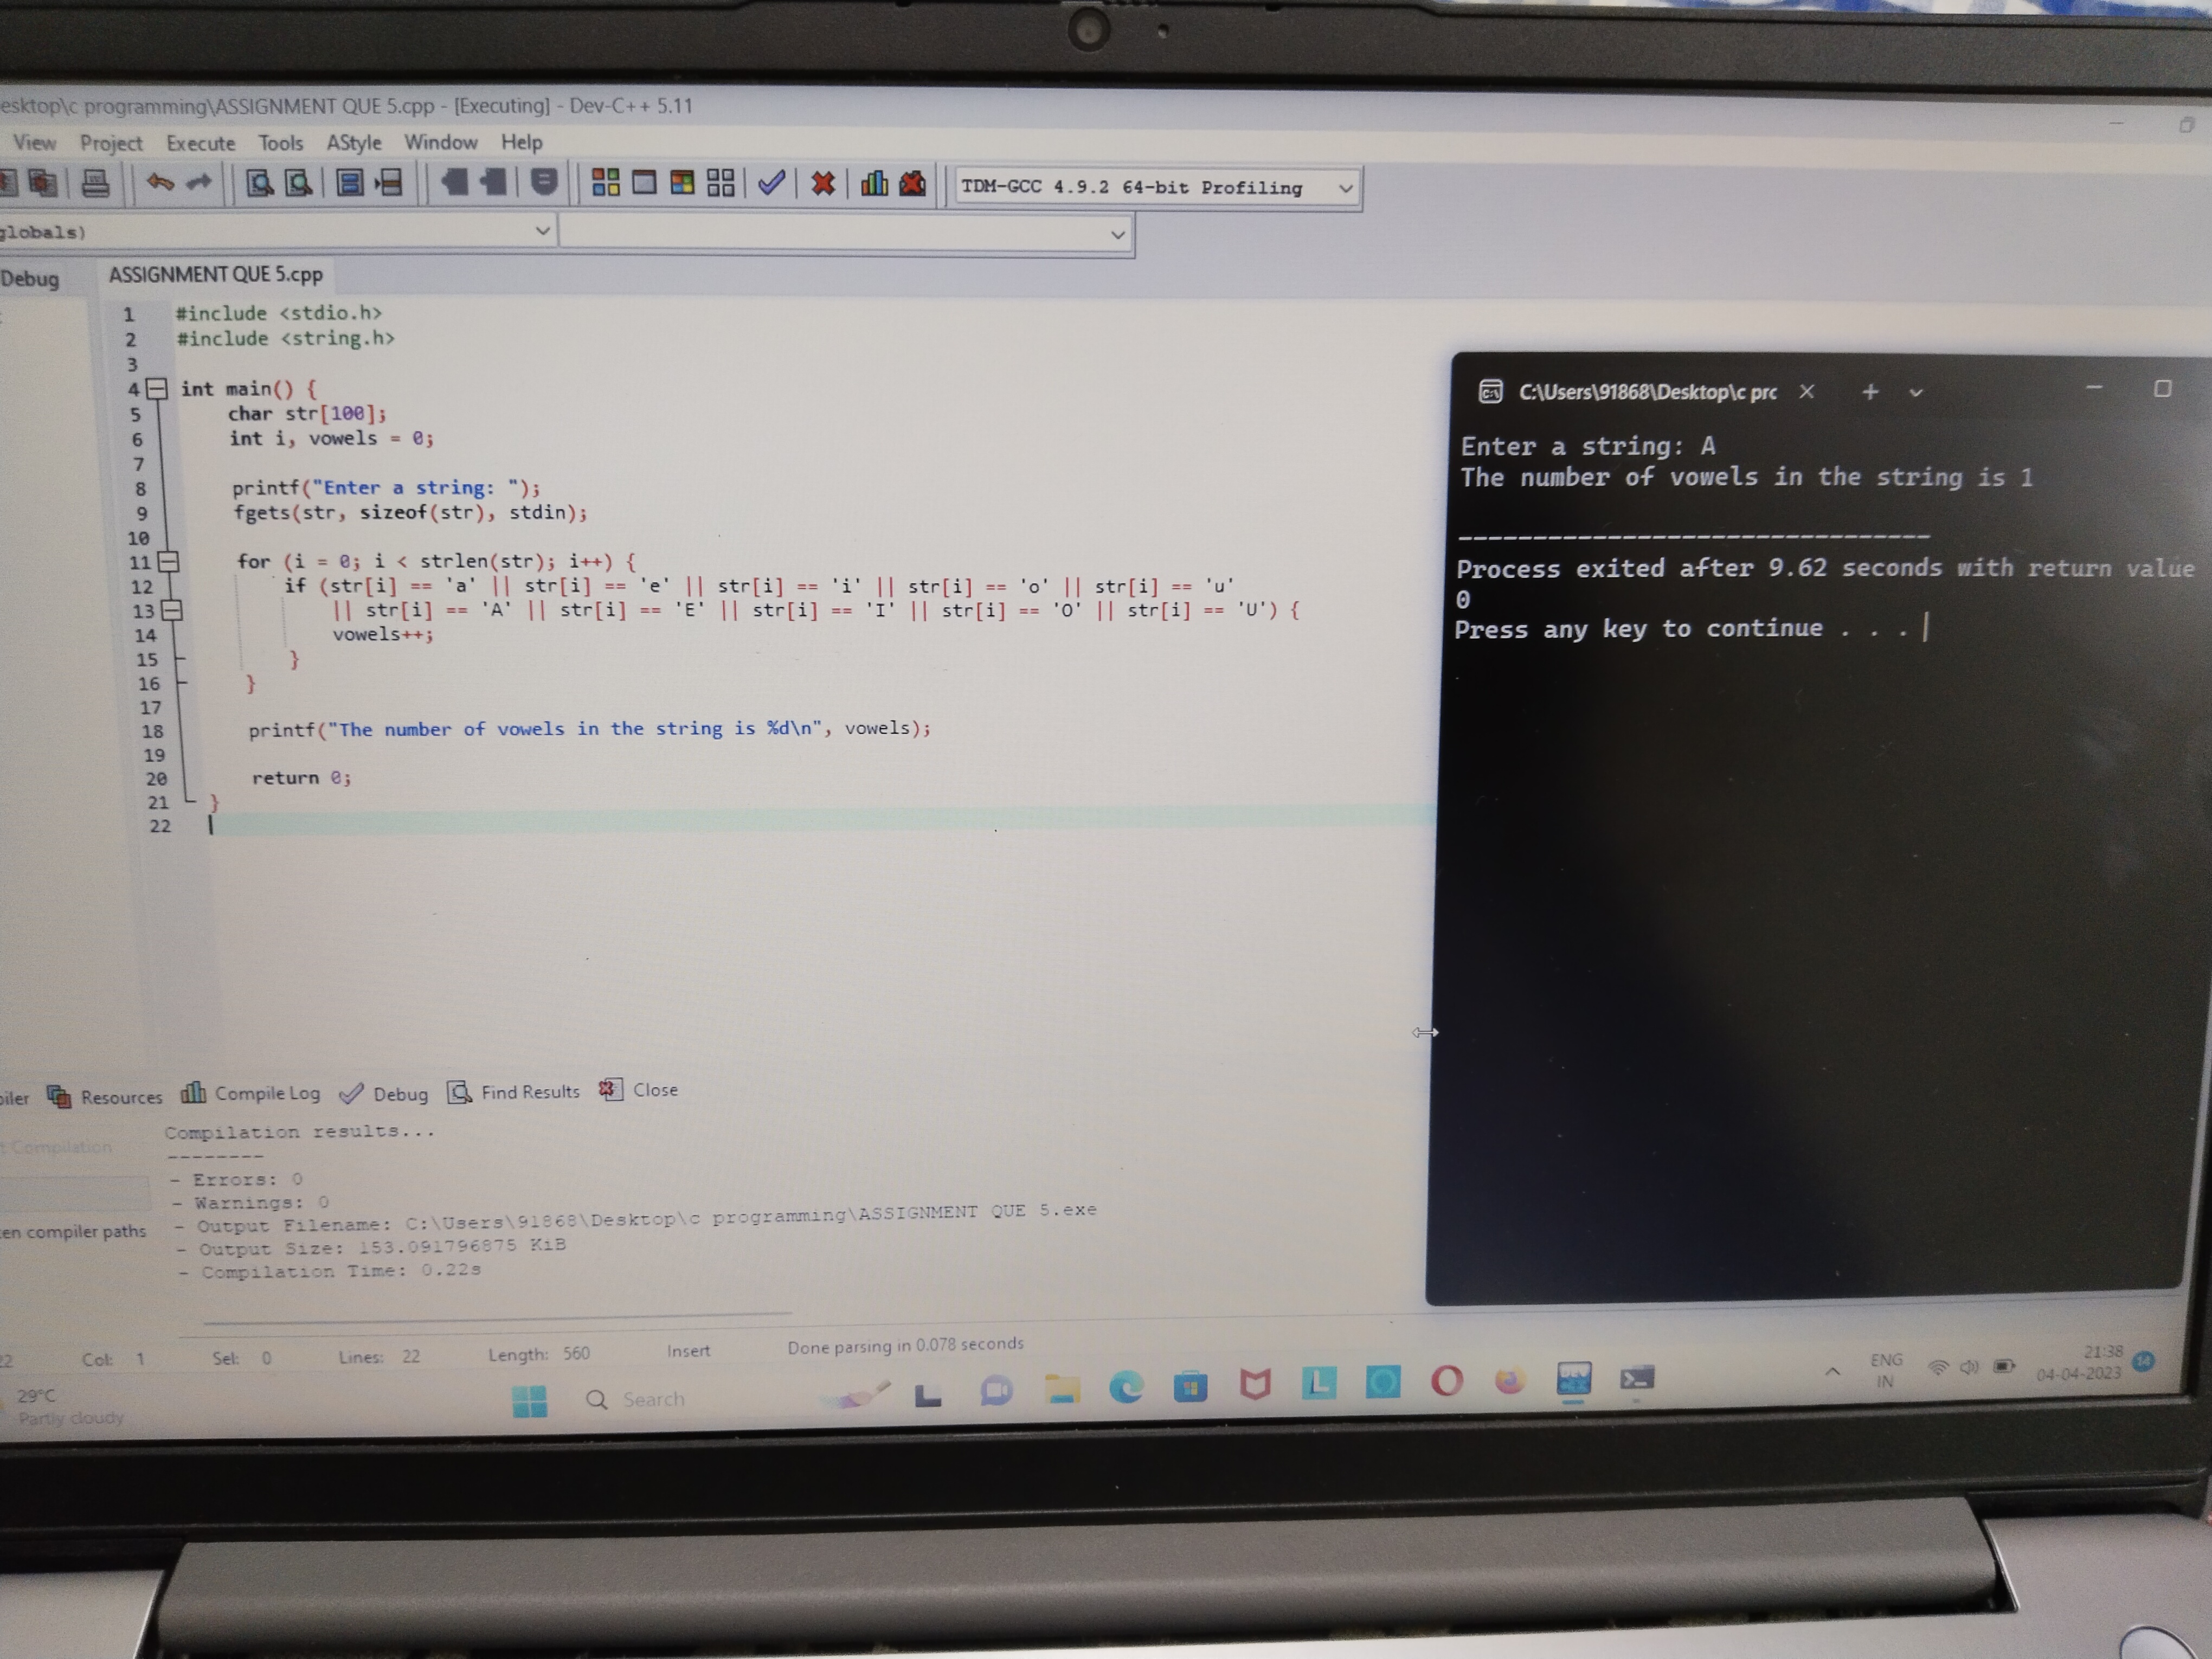 esktop\c programming\ASSIGNMENT QUE 5.cpp - [Executing] - Dev-C++ 5.11
View Project Execute Tools AStyle Window Help
TDM-GCC 4.9.2 64-bit Profiling
globals)
Debug ASSIGNMENT QUE 5.cpp
1 #include <stdio.h>
2 #include <string.h>
3
4 int main() {
5 char str[100];
6 int i, vowels = 0;
7
8 printf("Enter a string: ");
9 fgets(str, sizeof(str), stdin);
10
11 for (i = 0; i < strlen(str); i++) {
12 if (str[i] == 'a' || str[i] == 'e' || str[i] == 'i' || str[i] == 'o' || str[i] == 'u'
13 || str[i] == 'A' || str[i] == 'E' || str[i] == 'I' || str[i] == 'O' || str[i] == 'U') {
14 vowels++;
15 }
16 }
17
18 printf("The number of vowels in the string is %d\n", vowels);
19
20 return 0;
21 }
22
C:\Users\91868\Desktop\c prc
Enter a string: A
The number of vowels in the string is 1
--------------------------------
Process exited after 9.62 seconds with return value
0
Press any key to continue . . .
iler Resources Compile Log Debug Find Results Close
t Compilation
en compiler paths
Compilation results...
--------
- Errors: 0
- Warnings: 0
- Output Filename: C:\Users\91868\Desktop\c programming\ASSIGNMENT QUE 5.exe
- Output Size: 153.091796875 KiB
- Compilation Time: 0.22s
22 Col: 1 Sel: 0 Lines: 22 Length: 560 Insert Done parsing in 0.078 seconds
29°C
Partly cloudy
Search
DEV
ENG
IN
21:38
04-04-2023
14